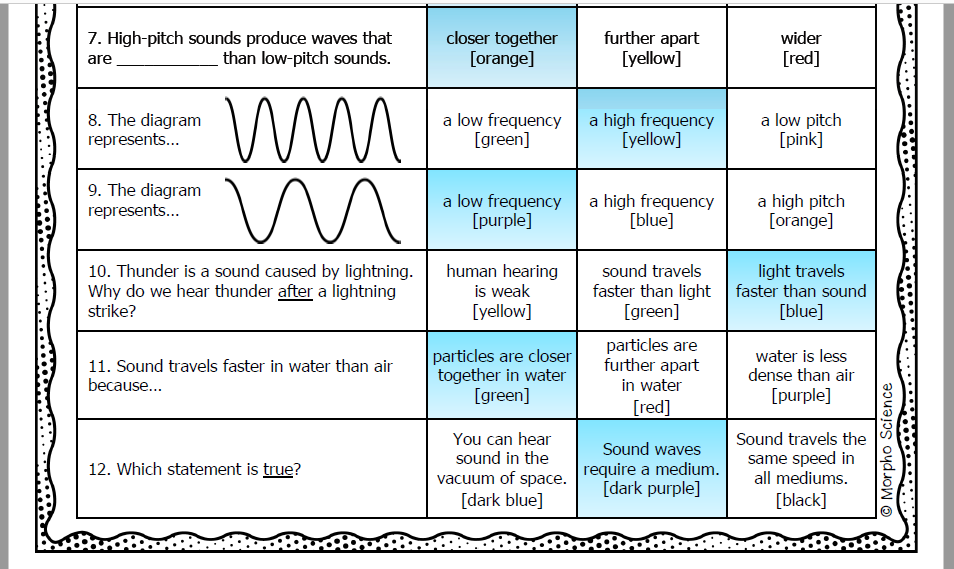 7. High-pitch sounds produce waves that
are ___________ than low-pitch sounds.
closer together
[orange]
further apart
[yellow]
wider
[red]
8. The diagram
represents...
a low frequency
[green]
a high frequency
[yellow]
a low pitch
[pink]
9. The diagram
represents...
a low frequency
[purple]
a high frequency
[blue]
a high pitch
[orange]
10. Thunder is a sound caused by lightning.
Why do we hear thunder after a lightning
strike?
human hearing
is weak
[yellow]
sound travels
faster than light
[green]
light travels
faster than sound
[blue]
11. Sound travels faster in water than air
because...
particles are closer
together in water
[green]
particles are
further apart
in water
[red]
water is less
dense than air
[purple]
12. Which statement is true?
You can hear
sound in the
vacuum of space.
[dark blue]
Sound waves
require a medium.
[dark purple]
Sound travels the
same speed in
all mediums.
[black]
© Morpho Science